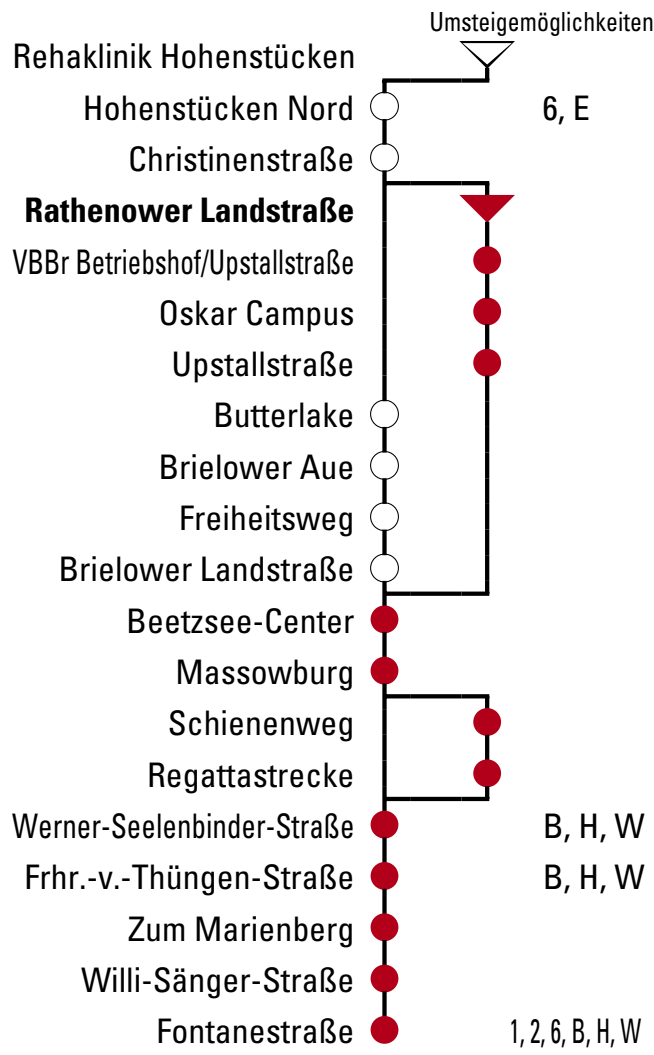 Umsteigemöglichkeiten
Rehaklinik Hohenstücken
Hohenstücken Nord 6, E
Christinenstraße
Rathenower Landstraße
VBBr Betriebshof/Upstallstraße
Oskar Campus
Upstallstraße
Butterlake
Brielower Aue
Freiheitsweg
Brielower Landstraße
Beetzsee-Center
Massowburg
Schienenweg
Regattastrecke
Werner-Seelenbinder-Straße B, H, W
Frhr.-v.-Thüngen-Straße B, H, W
Zum Marienberg
Willi-Sänger-Straße
Fontanestraße 1, 2, 6, B, H, W